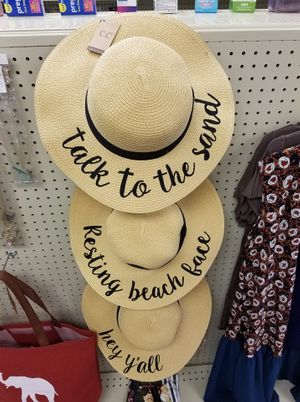 C.C
talk to the sand
Resting beach face
hey y'all